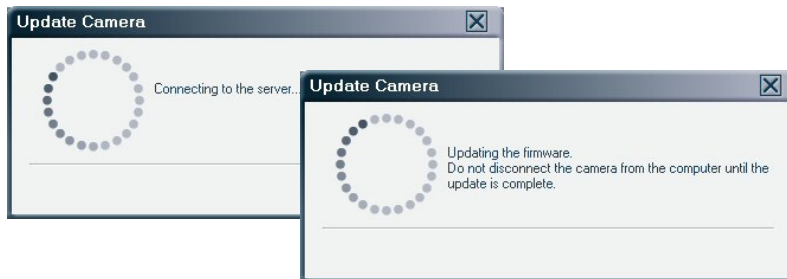 Update Camera
Connecting to the server...
Update Camera
Updating the firmware.
Do not disconnect the camera from the computer until the
update is complete.